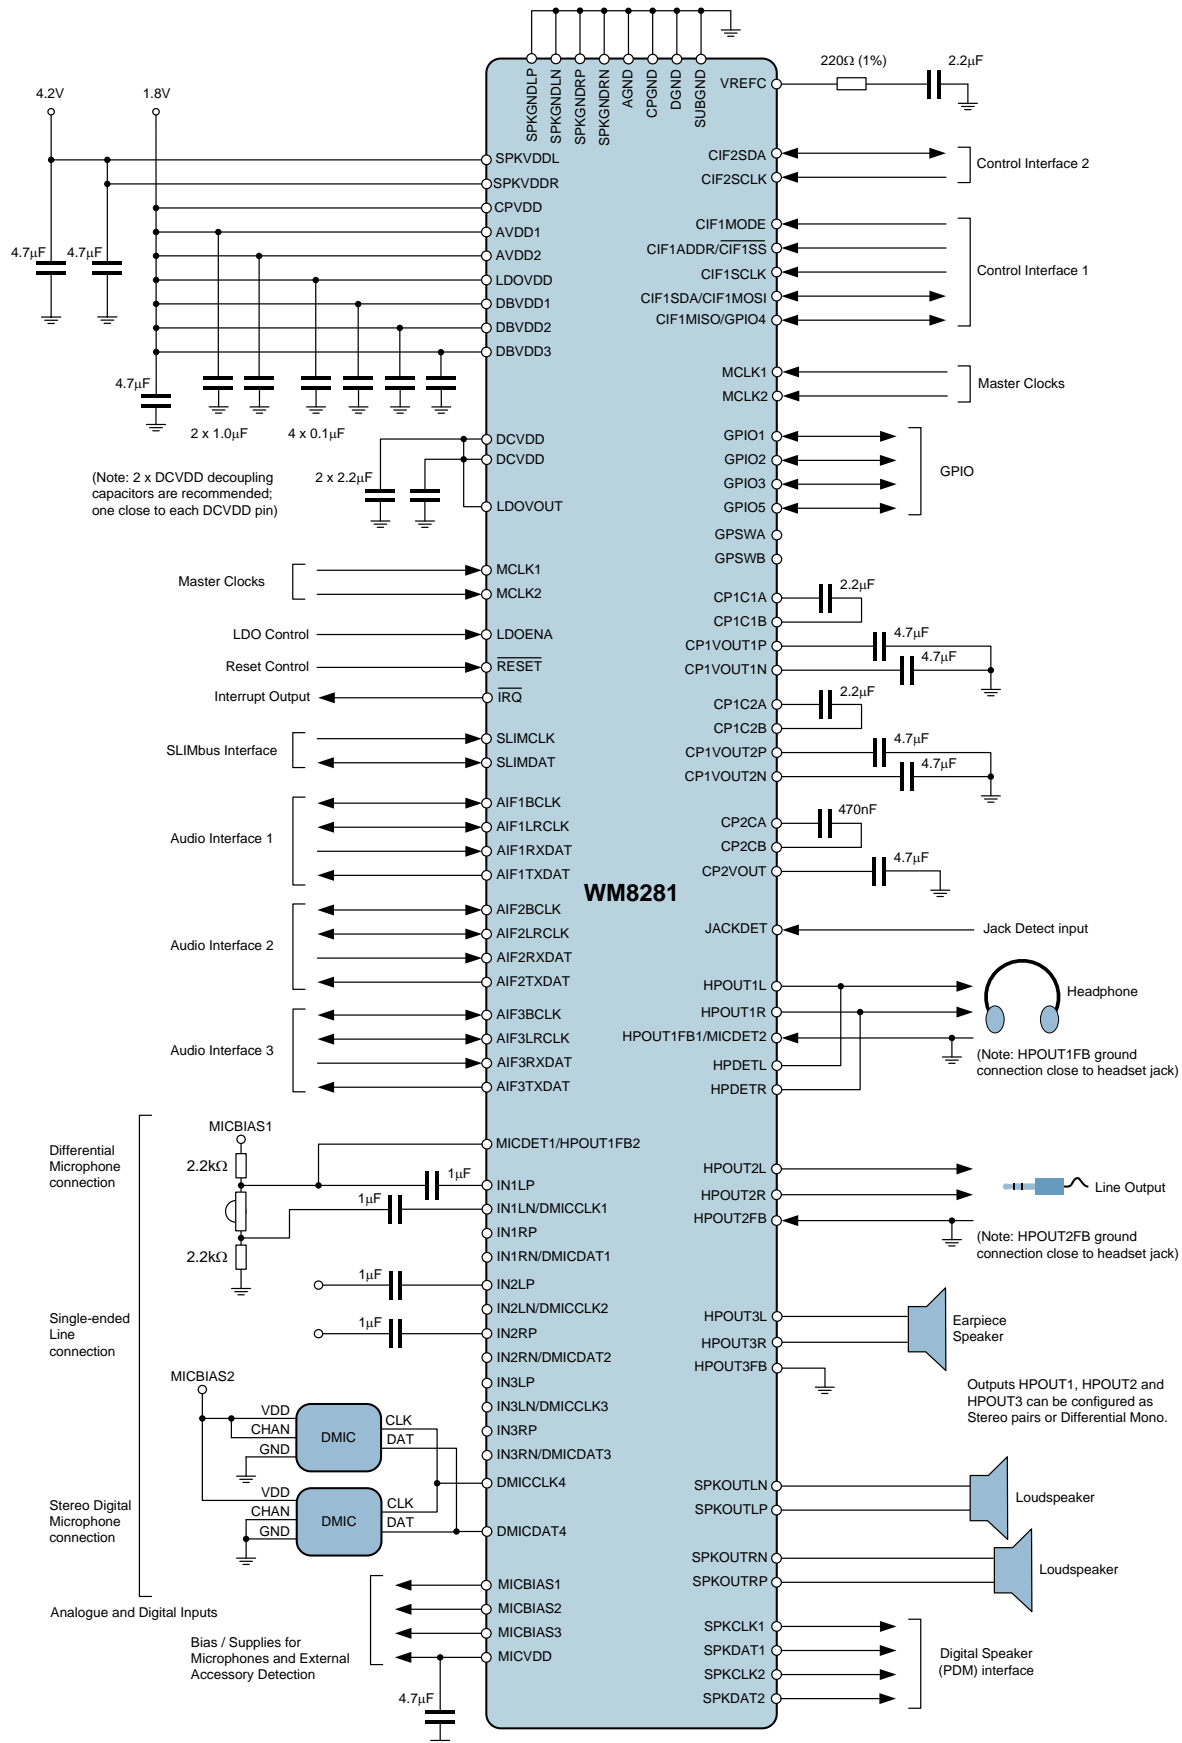 SPKGNDLP
SPKGNDLN
SPKGNDRP
SPKGNDRN
AGND
CPGND
DGND
SUBGND
VREFC
220Ω (1%)
2.2µF
4.2V
1.8V
SPKVDDL
SPKVDDR
CPVDD
AVDD1
AVDD2
LDOVDD
DBVDD1
DBVDD2
DBVDD3
4.7µF
4.7µF
4.7µF
2 x 1.0µF
4 x 0.1µF
DCVDD
DCVDD
2 x 2.2µF
LDOVOUT
(Note: 2 x DCVDD decoupling
capacitors are recommended;
one close to each DCVDD pin)
Master Clocks
MCLK1
MCLK2
LDO Control
LDOENA
Reset Control
RESET
Interrupt Output
IRQ
SLIMbus Interface
SLIMCLK
SLIMDAT
Audio Interface 1
AIF1BCLK
AIF1LRCLK
AIF1RXDAT
AIF1TXDAT
Audio Interface 2
AIF2BCLK
AIF2LRCLK
AIF2RXDAT
AIF2TXDAT
Audio Interface 3
AIF3BCLK
AIF3LRCLK
AIF3RXDAT
AIF3TXDAT
WM8281
MICBIAS1
2.2kΩ
2.2kΩ
Differential
Microphone
connection
MICDET1/HPOUT1FB2
1µF
IN1LP
1µF
IN1LN/DMICCLK1
IN1RP
IN1RN/DMICDAT1
1µF
IN2LP
IN2LN/DMICCLK2
1µF
IN2RP
IN2RN/DMICDAT2
IN3LP
IN3LN/DMICCLK3
IN3RP
IN3RN/DMICDAT3
Single-ended
Line
connection
MICBIAS2
VDD
CHAN
GND
DMIC
CLK
DAT
DMICCLK4
Stereo Digital
Microphone
connection
VDD
CHAN
GND
DMIC
CLK
DAT
DMICDAT4
Analogue and Digital Inputs
MICBIAS1
MICBIAS2
MICBIAS3
MICVDD
Bias / Supplies for
Microphones and External
Accessory Detection
4.7µF
CIF2SDA
CIF2SCLK
Control Interface 2
CIF1MODE
CIF1ADDR/CIF1SS
CIF1SCLK
CIF1SDA/CIF1MOSI
CIF1MISO/GPIO4
Control Interface 1
MCLK1
MCLK2
Master Clocks
GPIO1
GPIO2
GPIO3
GPIO5
GPIO
GPSWA
GPSWB
CP1C1A
2.2µF
CP1C1B
CP1VOUT1P
4.7µF
CP1VOUT1N
4.7µF
CP1C2A
2.2µF
CP1C2B
CP1VOUT2P
4.7µF
CP1VOUT2N
4.7µF
CP2CA
470nF
CP2CB
CP2VOUT
4.7µF
JACKDET
Jack Detect input
HPOUT1L
HPOUT1R
HPOUT1FB1/MICDET2
HPDETL
HPDETR
Headphone
(Note: HPOUT1FB ground
connection close to headset jack)
HPOUT2L
HPOUT2R
HPOUT2FB
Line Output
(Note: HPOUT2FB ground
connection close to headset jack)
HPOUT3L
HPOUT3R
HPOUT3FB
Earpiece
Speaker
Outputs HPOUT1, HPOUT2 and
HPOUT3 can be configured as
Stereo pairs or Differential Mono.
SPKOUTLN
SPKOUTLP
Loudspeaker
SPKOUTRN
SPKOUTRP
Loudspeaker
SPKCLK1
SPKDAT1
SPKCLK2
SPKDAT2
Digital Speaker
(PDM) interface